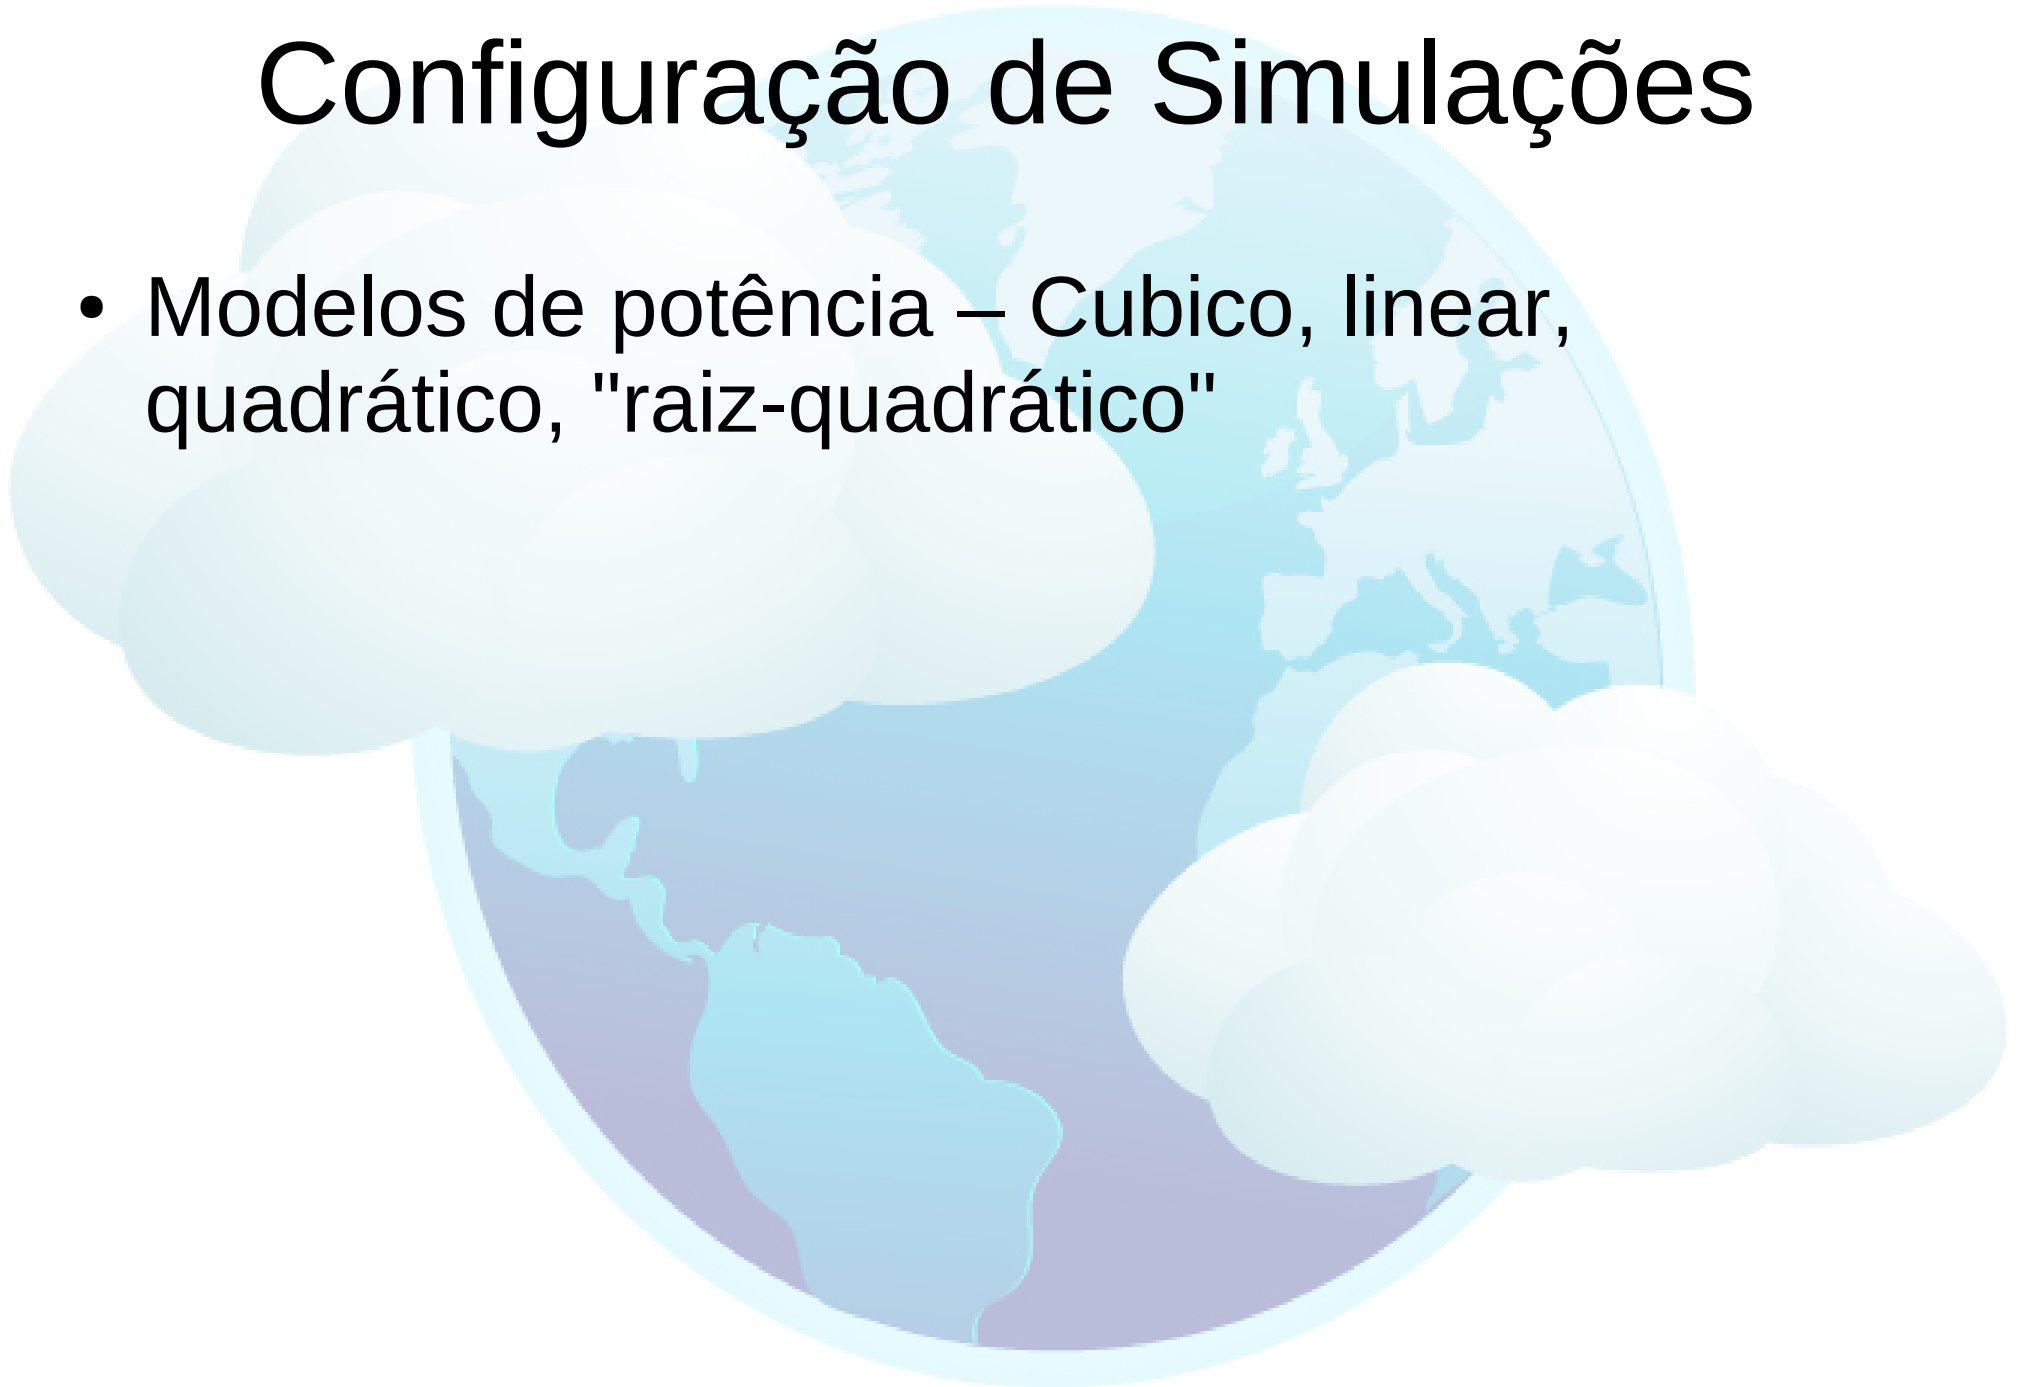 Configuração de Simulações
• Modelos de potência – Cubico, linear,
quadrático, "raiz-quadrático"